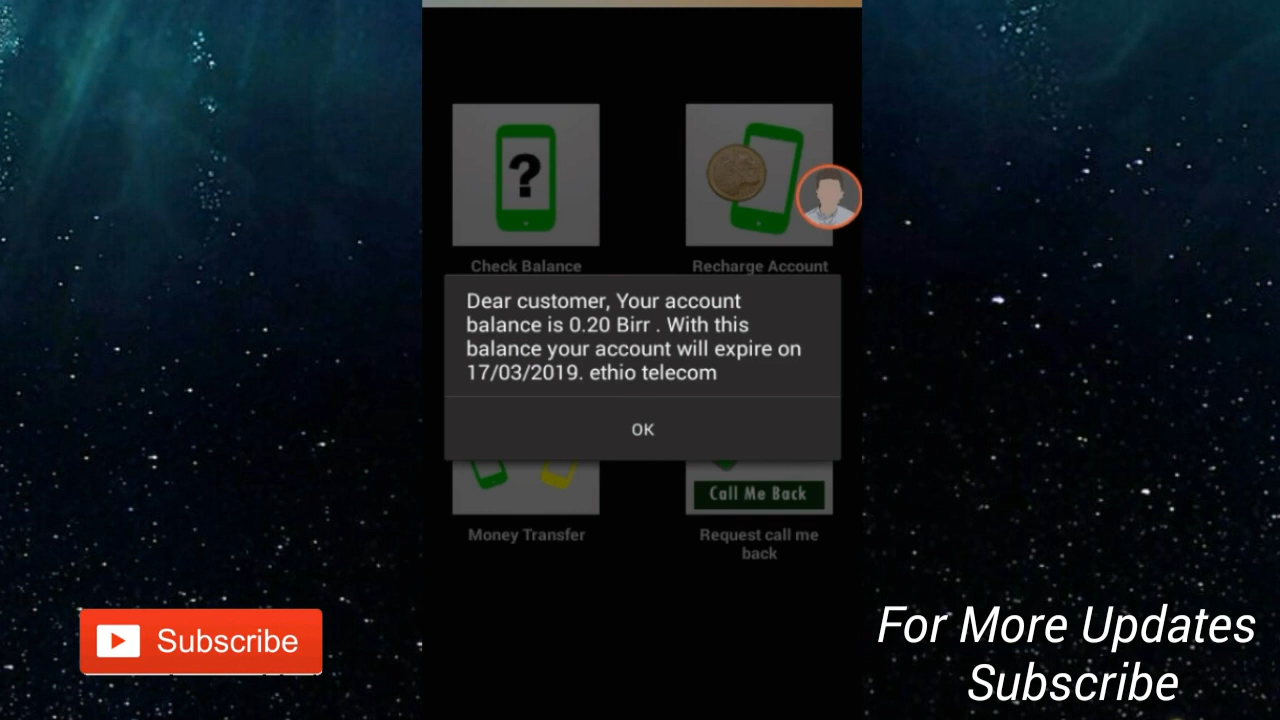 ?
Check Balance
Recharge Account
Dear customer, Your account
balance is 0.20 Birr . With this
balance your account will expire on
17/03/2019. ethio telecom
OK
Call Me Back
Money Transfer
Request call me
back
Subscribe
For More Updates
Subscribe